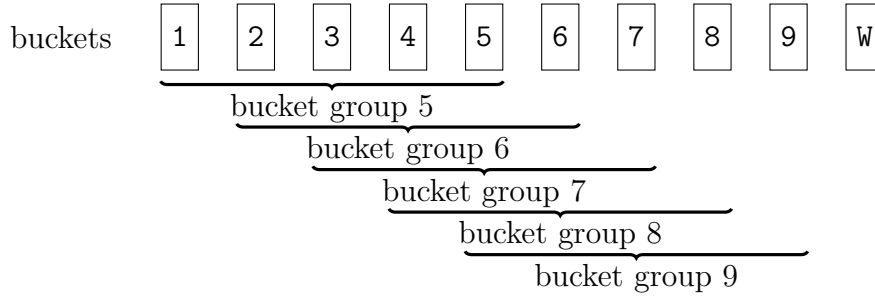 buckets 1 2 3 4 5 6 7 8 9 W
bucket group 5
bucket group 6
bucket group 7
bucket group 8
bucket group 9